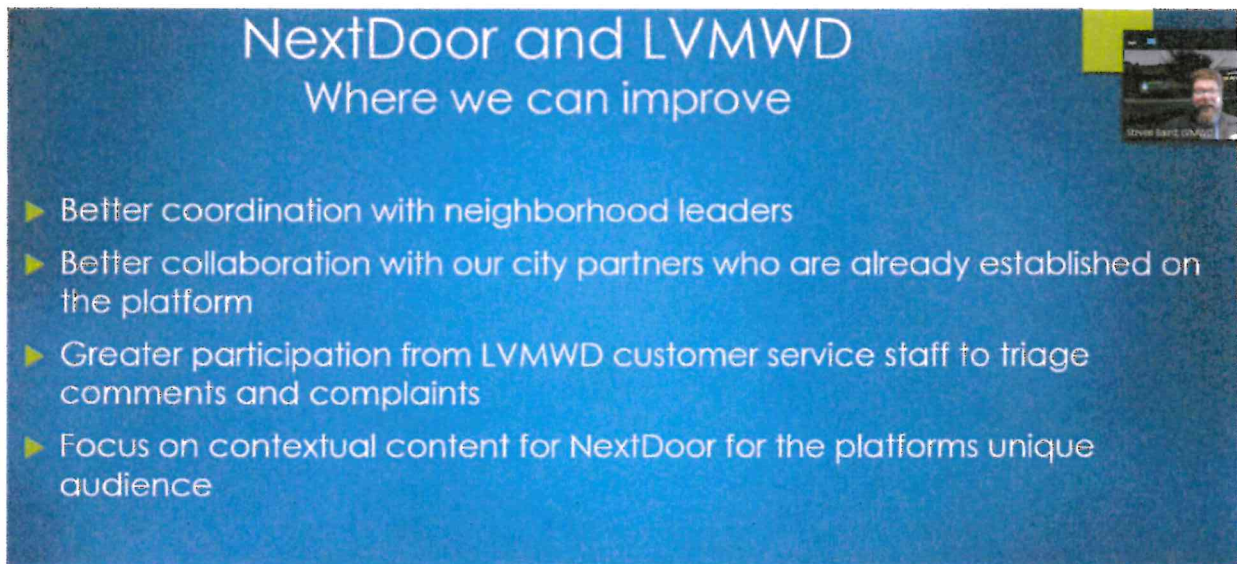 NextDoor and LVMWD
Where we can improve
Better coordination with neighborhood leaders
Better collaboration with our city partners who are already established on
the platform
Greater participation from LVMWD customer service staff to triage
comments and complaints
Focus on contextual content for NextDoor for the platforms unique
audience
Baird, LVMWD